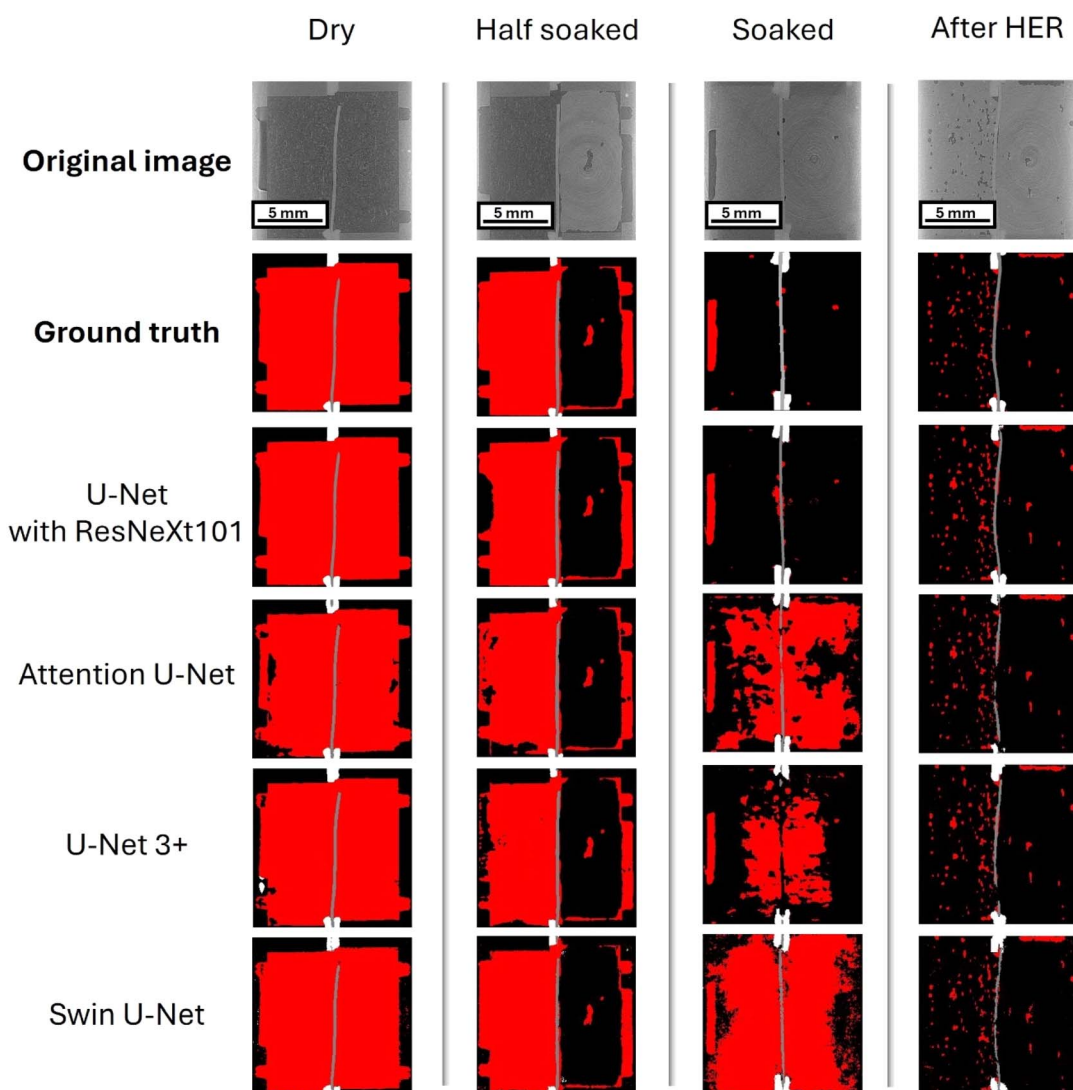 Dry
Half soaked
Soaked
After HER
Original image
5 mm
5 mm
5 mm
5 mm
Ground truth
U-Net
with ResNeXt101
Attention U-Net
U-Net 3+
Swin U-Net